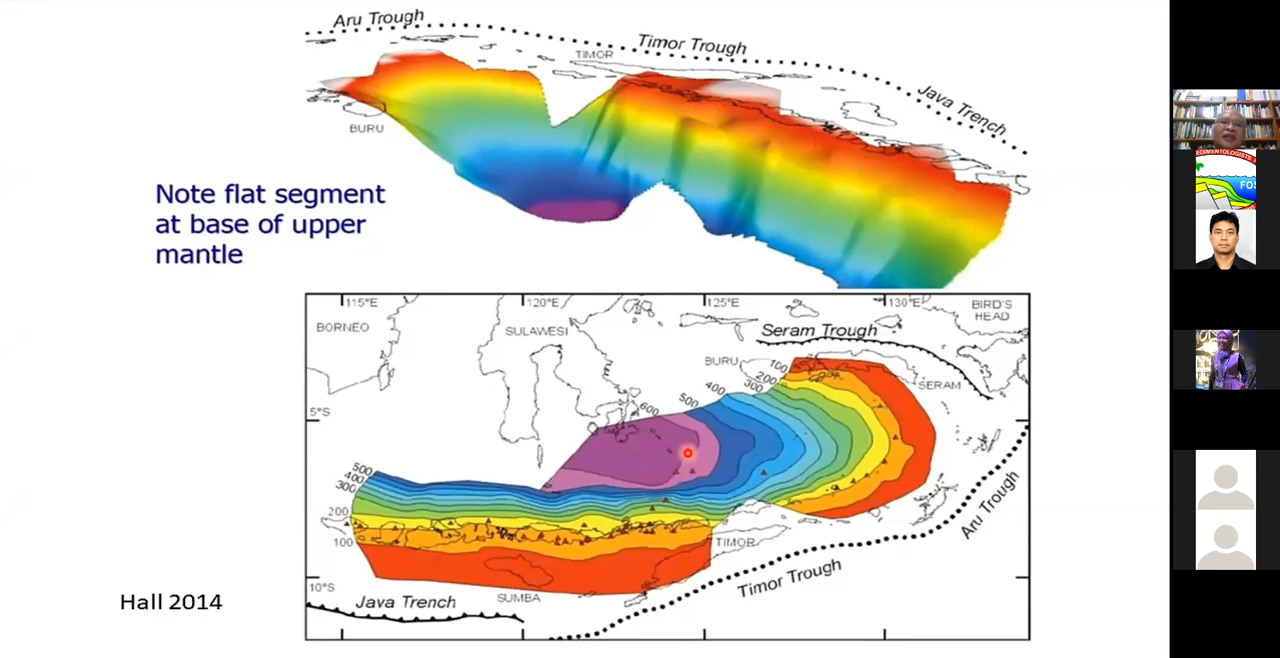 Aru Trough
Timor Trough
TIMOR
Java Trench
BURU
Note flat segment
at base of upper
mantle
115°E
120°E
125°E
130°E
BIRD'S
HEAD
BORNEO
SULAWESI
Seram Trough
BURU
100
200
300
SERAM
400
500
600
5°S
500
400
300
200
100
TIMOR
Aru Trough
Timor Trough
10°S
SUMBA
Java Trench
Hall 2014
EDIMENTOLOGISTS
FOS